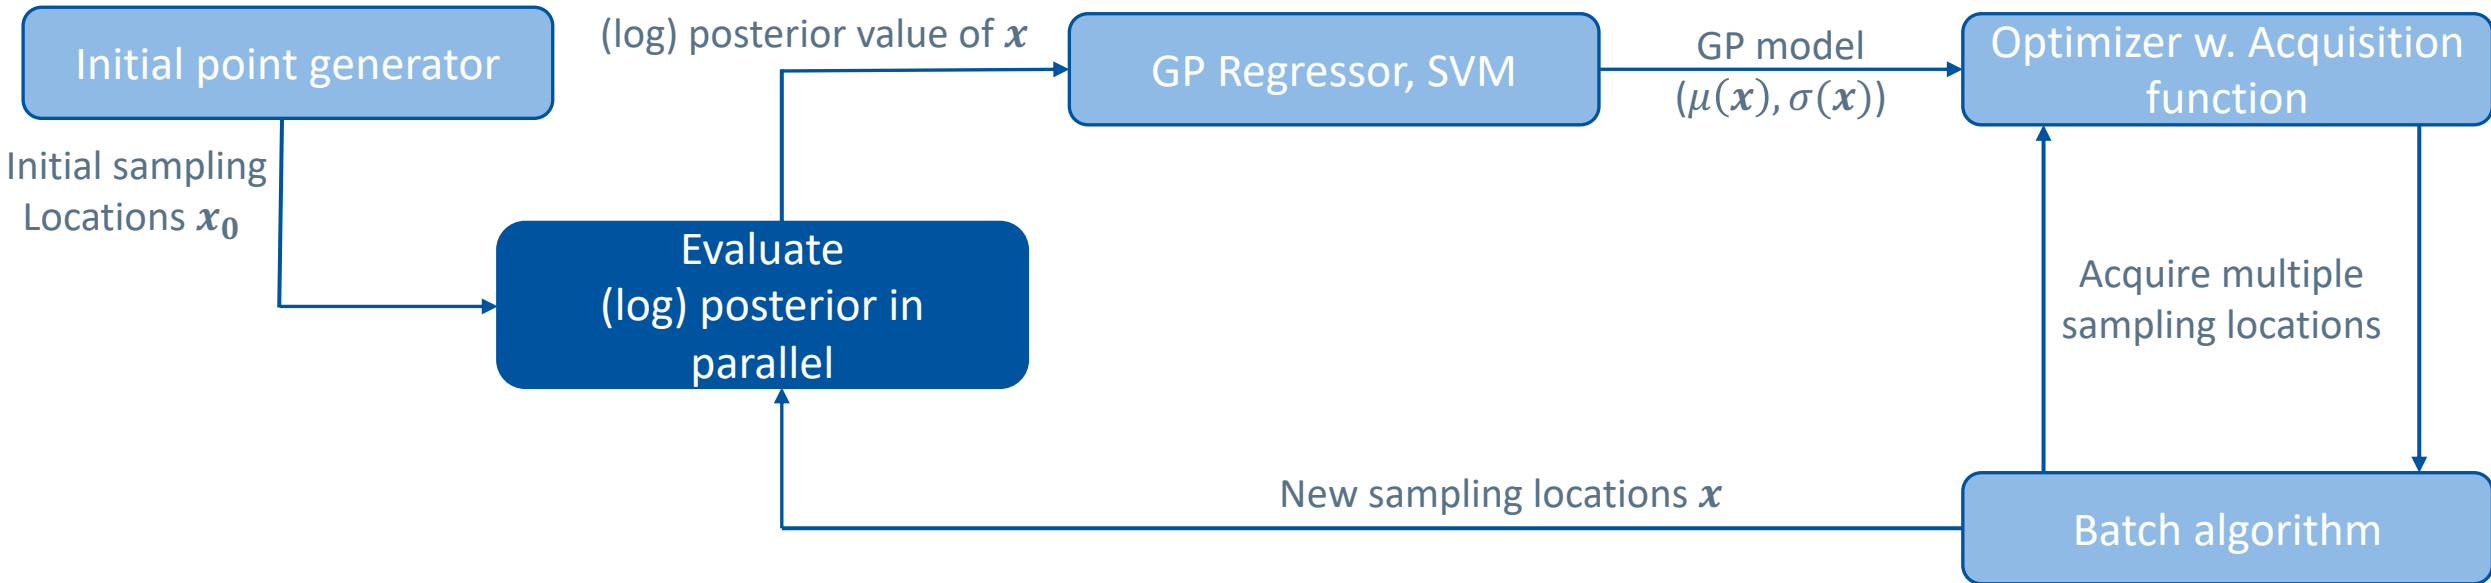 Initial point generator
(log) posterior value of 𝒙
GP Regressor, SVM
GP model
(𝜇(𝒙), 𝜎(𝒙))
Optimizer w. Acquisition
function
Initial sampling
Locations 𝒙𝟎
Evaluate
(log) posterior in
parallel
Acquire multiple
sampling locations
New sampling locations 𝒙
Batch algorithm